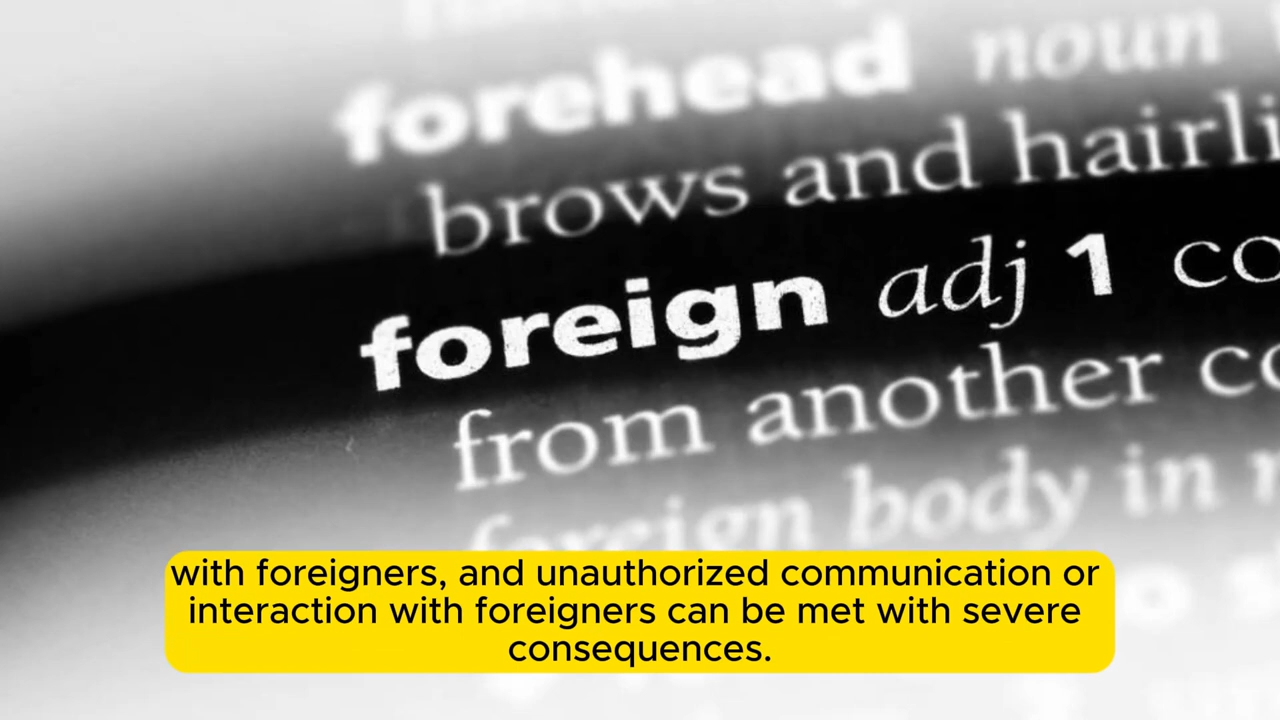 forehead noun
brows and hairli
foreign adj 1 co
from another co
foreign body in
with foreigners, and unauthorized communication or
interaction with foreigners can be met with severe
consequences.